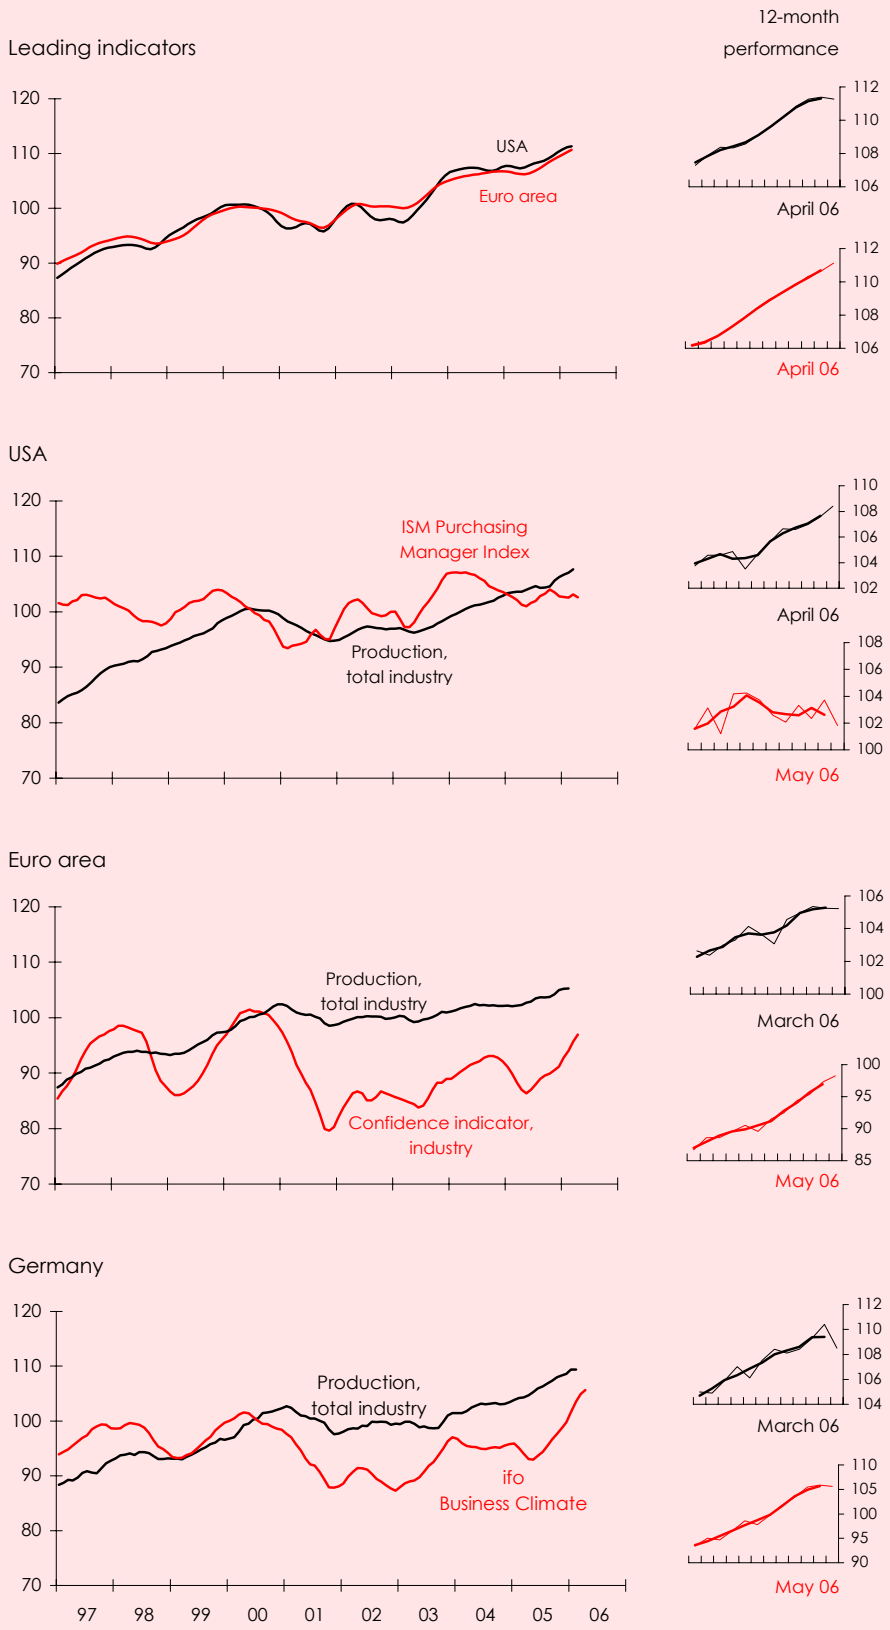 12-month
performance
Leading indicators
120
110
100
90
80
70
USA
Euro area
112
110
108
106
April 06
112
110
108
106
April 06
USA
120
110
100
90
80
70
ISM Purchasing
Manager Index
Production,
total industry
110
108
106
104
102
April 06
108
106
104
102
100
May 06
Euro area
120
110
100
90
80
70
Production,
total industry
Confidence indicator,
industry
106
104
102
100
March 06
100
95
90
85
May 06
Germany
120
110
100
90
80
70
Production,
total industry
ifo
Business Climate
97 98 99 00 01 02 03 04 05 06
112
110
108
106
104
March 06
110
105
100
95
90
May 06